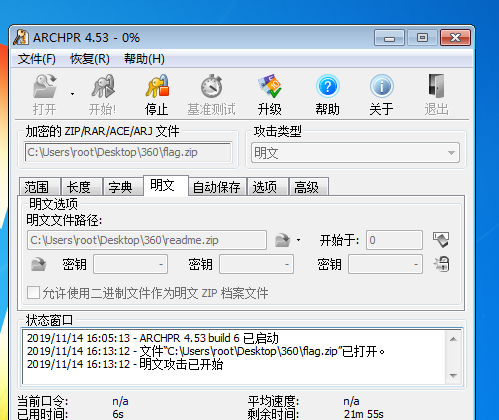 ARCHPR 4.53 - 0%
文件(F) 恢复(R) 帮助(H)
打开 开始! 停止 基准测试 升级 帮助 关于 退出
加密的 ZIP/RAR/ACE/ARJ 文件 攻击类型
C:\Users\root\Desktop\360\flag.zip 明文
范围 长度 字典 明文 自动保存 选项 高级
明文选项
明文文件路径:
C:\Users\root\Desktop\360\readme.zip 开始于: 0
密钥 - 密钥 - 密钥 -
允许使用二进制文件作为明文 ZIP 档案文件
状态窗口
2019/11/14 16:05:13 - ARCHPR 4.53 build 6 已启动
2019/11/14 16:13:12 - 文件“C:\Users\root\Desktop\360\flag.zip”已打开。
2019/11/14 16:13:12 - 明文攻击已开始
当前口令: n/a 平均速度: n/a
已用时间: 6s 剩余时间: 21m 55s